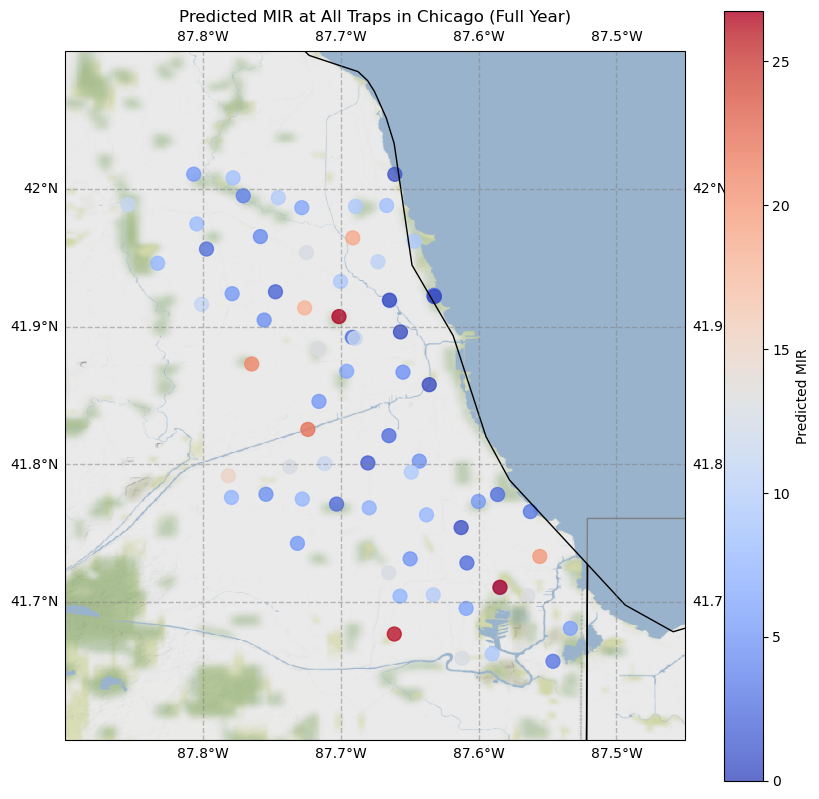 Predicted MIR at All Traps in Chicago (Full Year)
87.8°W 87.7°W 87.6°W 87.5°W
25
42°N 42°N
20
41.9°N 41.9
15
Predicted MIR
41.8°N 41.8
10
41.7°N 41.7
5
87.8°W 87.7°W 87.6°W 87.5°W
0